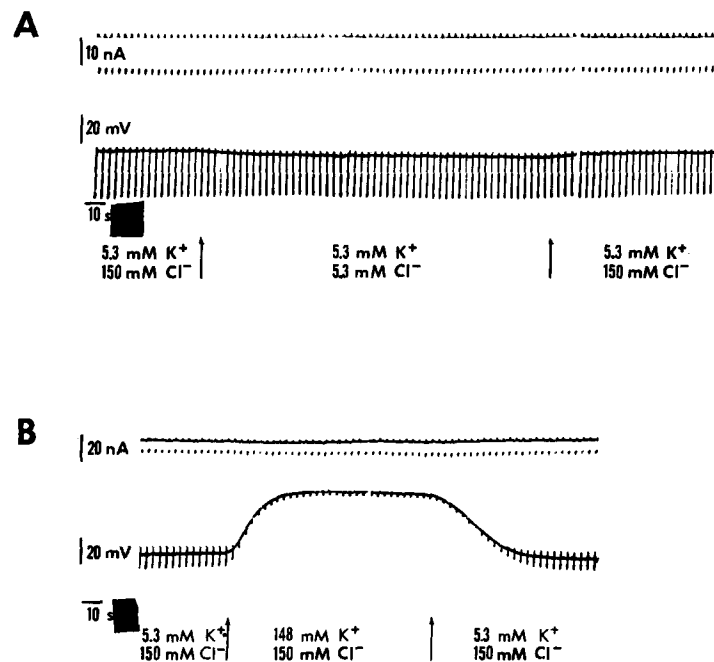 A
10 nA
20 mV
10 s
5.3 mM K⁺
150 mM Cl⁻
5.3 mM K⁺
5.3 mM Cl⁻
5.3 mM K⁺
150 mM Cl⁻
B
20 nA
20 mV
10 s
5.3 mM K⁺
150 mM Cl⁻
148 mM K⁺
150 mM Cl⁻
5.3 mM K⁺
150 mM Cl⁻